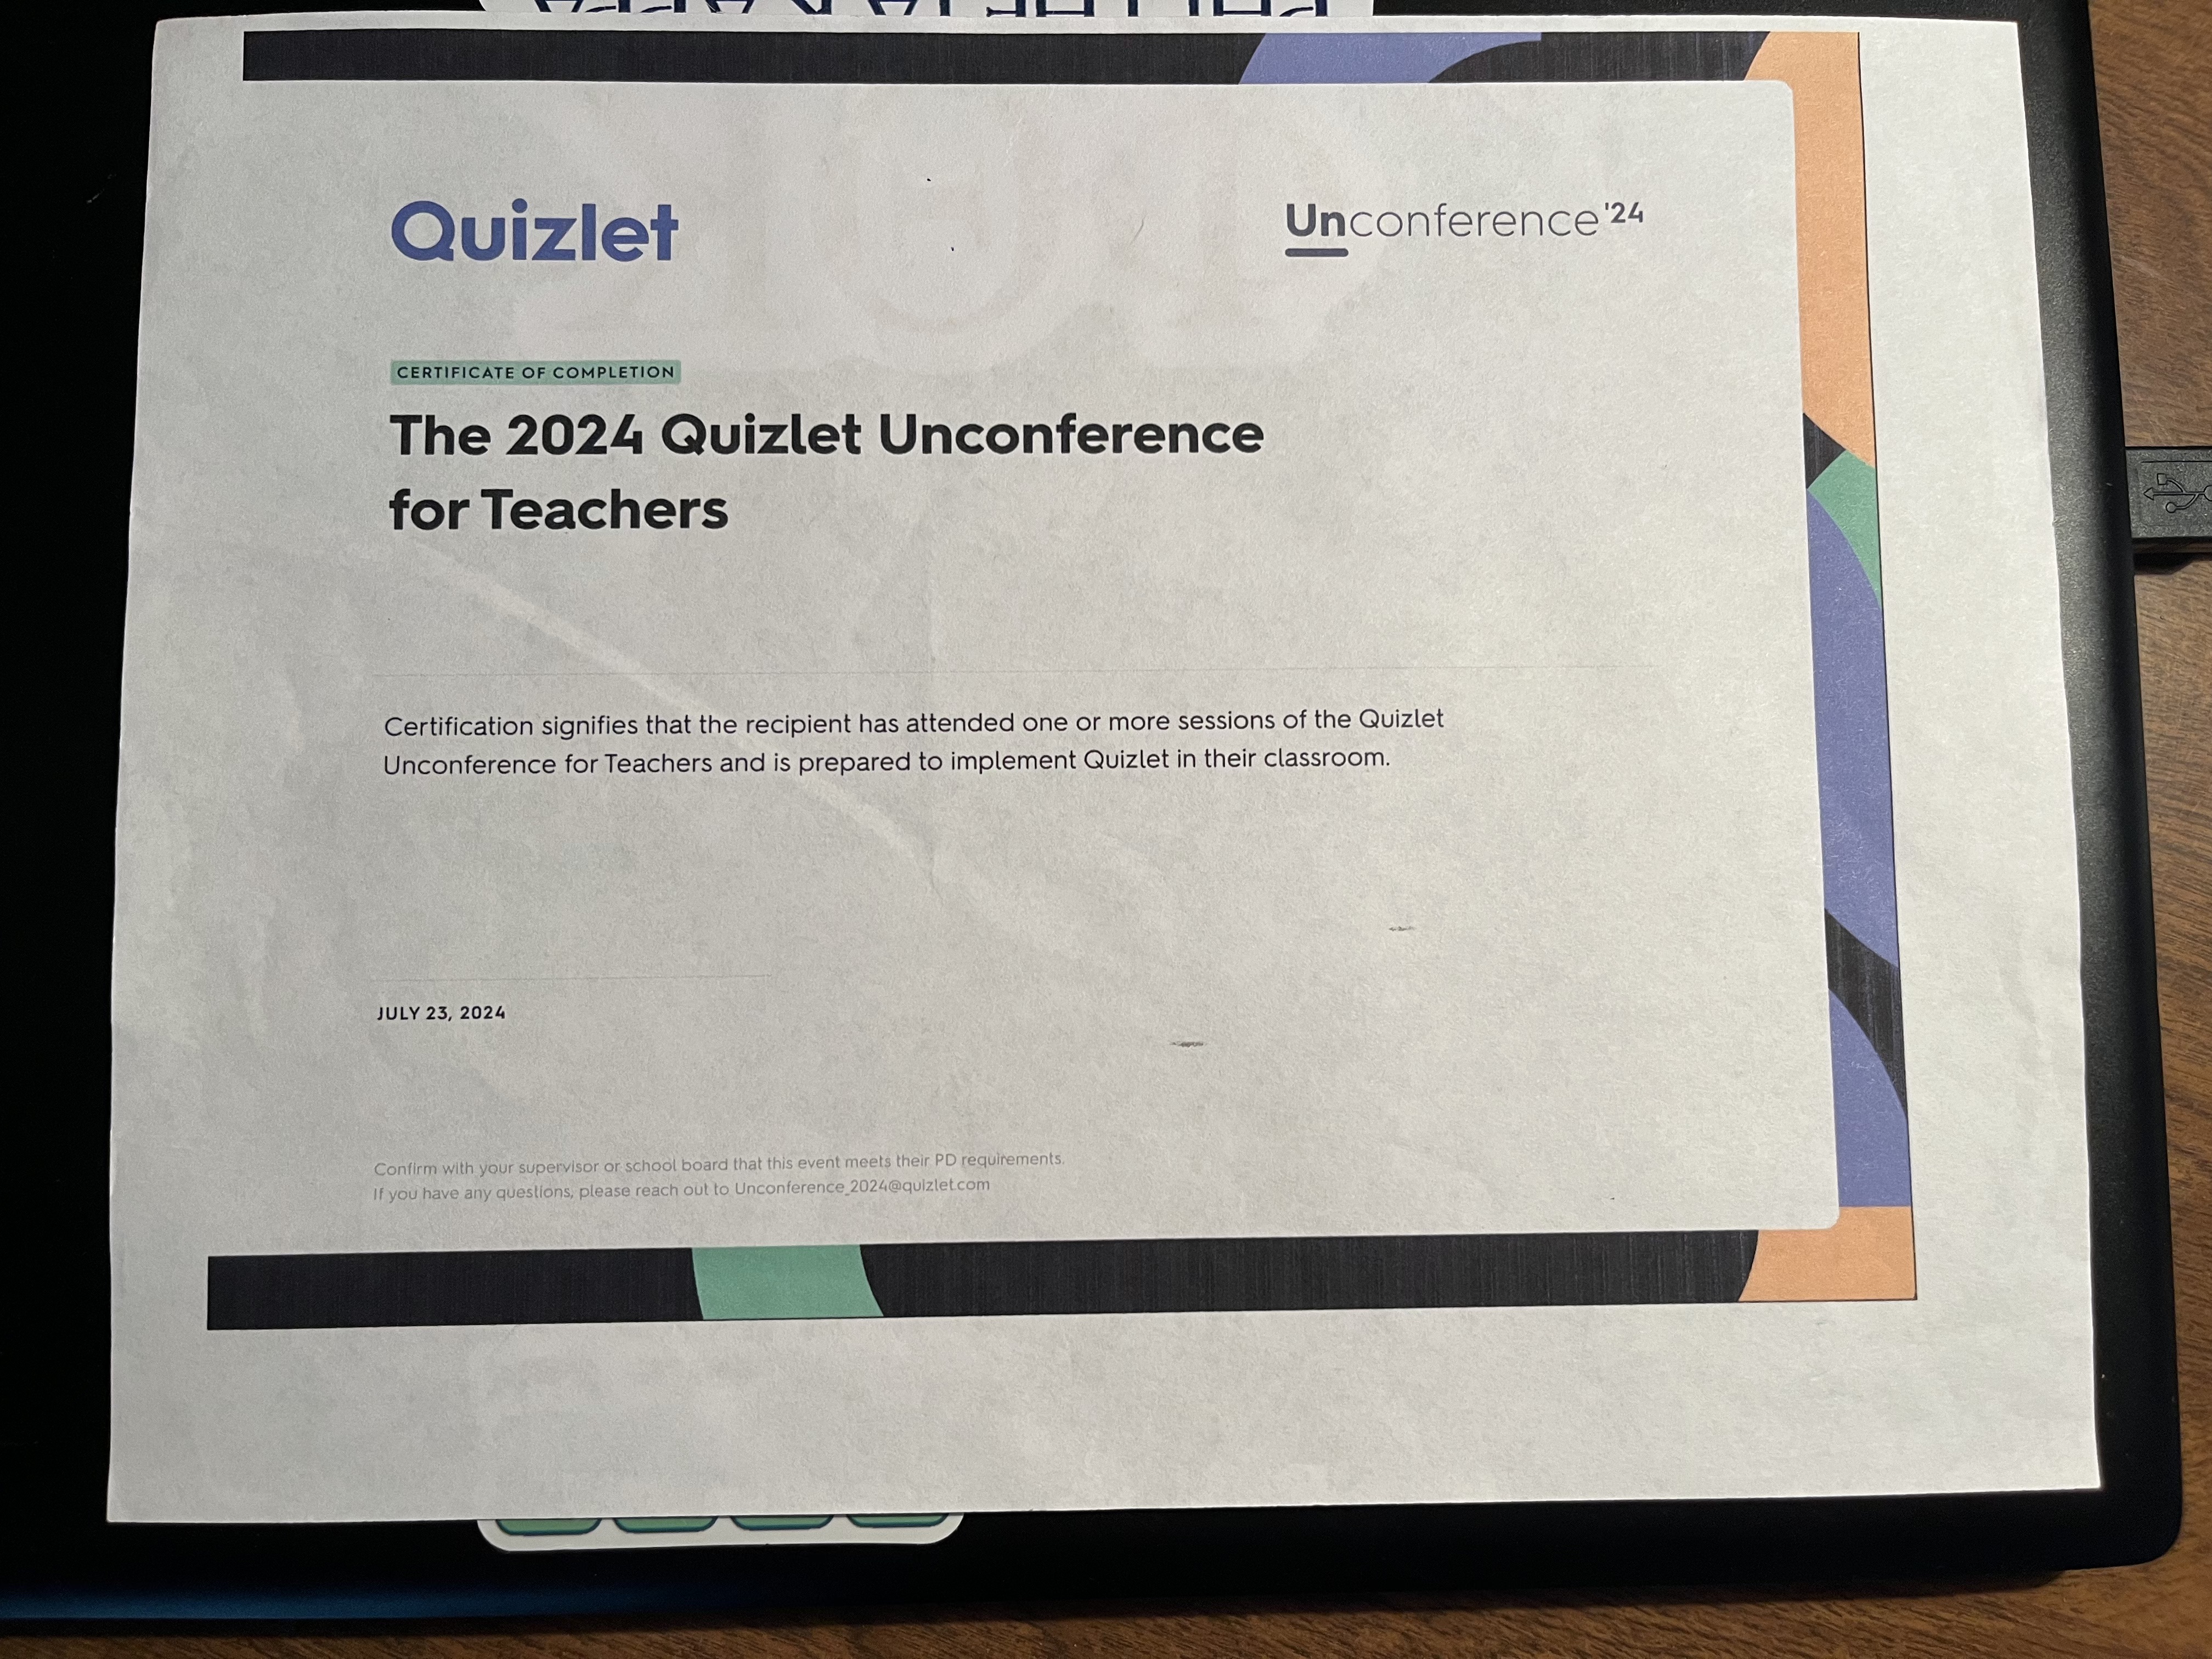 Quizlet
Unconference '24
CERTIFICATE OF COMPLETION
The 2024 Quizlet Unconference
for Teachers
Certification signifies that the recipient has attended one or more sessions of the Quizlet
Unconference for Teachers and is prepared to implement Quizlet in their classroom.
JULY 23, 2024
Confirm with your supervisor or school board that this event meets their PD requirements.
If you have any questions, please reach out to Unconference_2024@quizlet.com